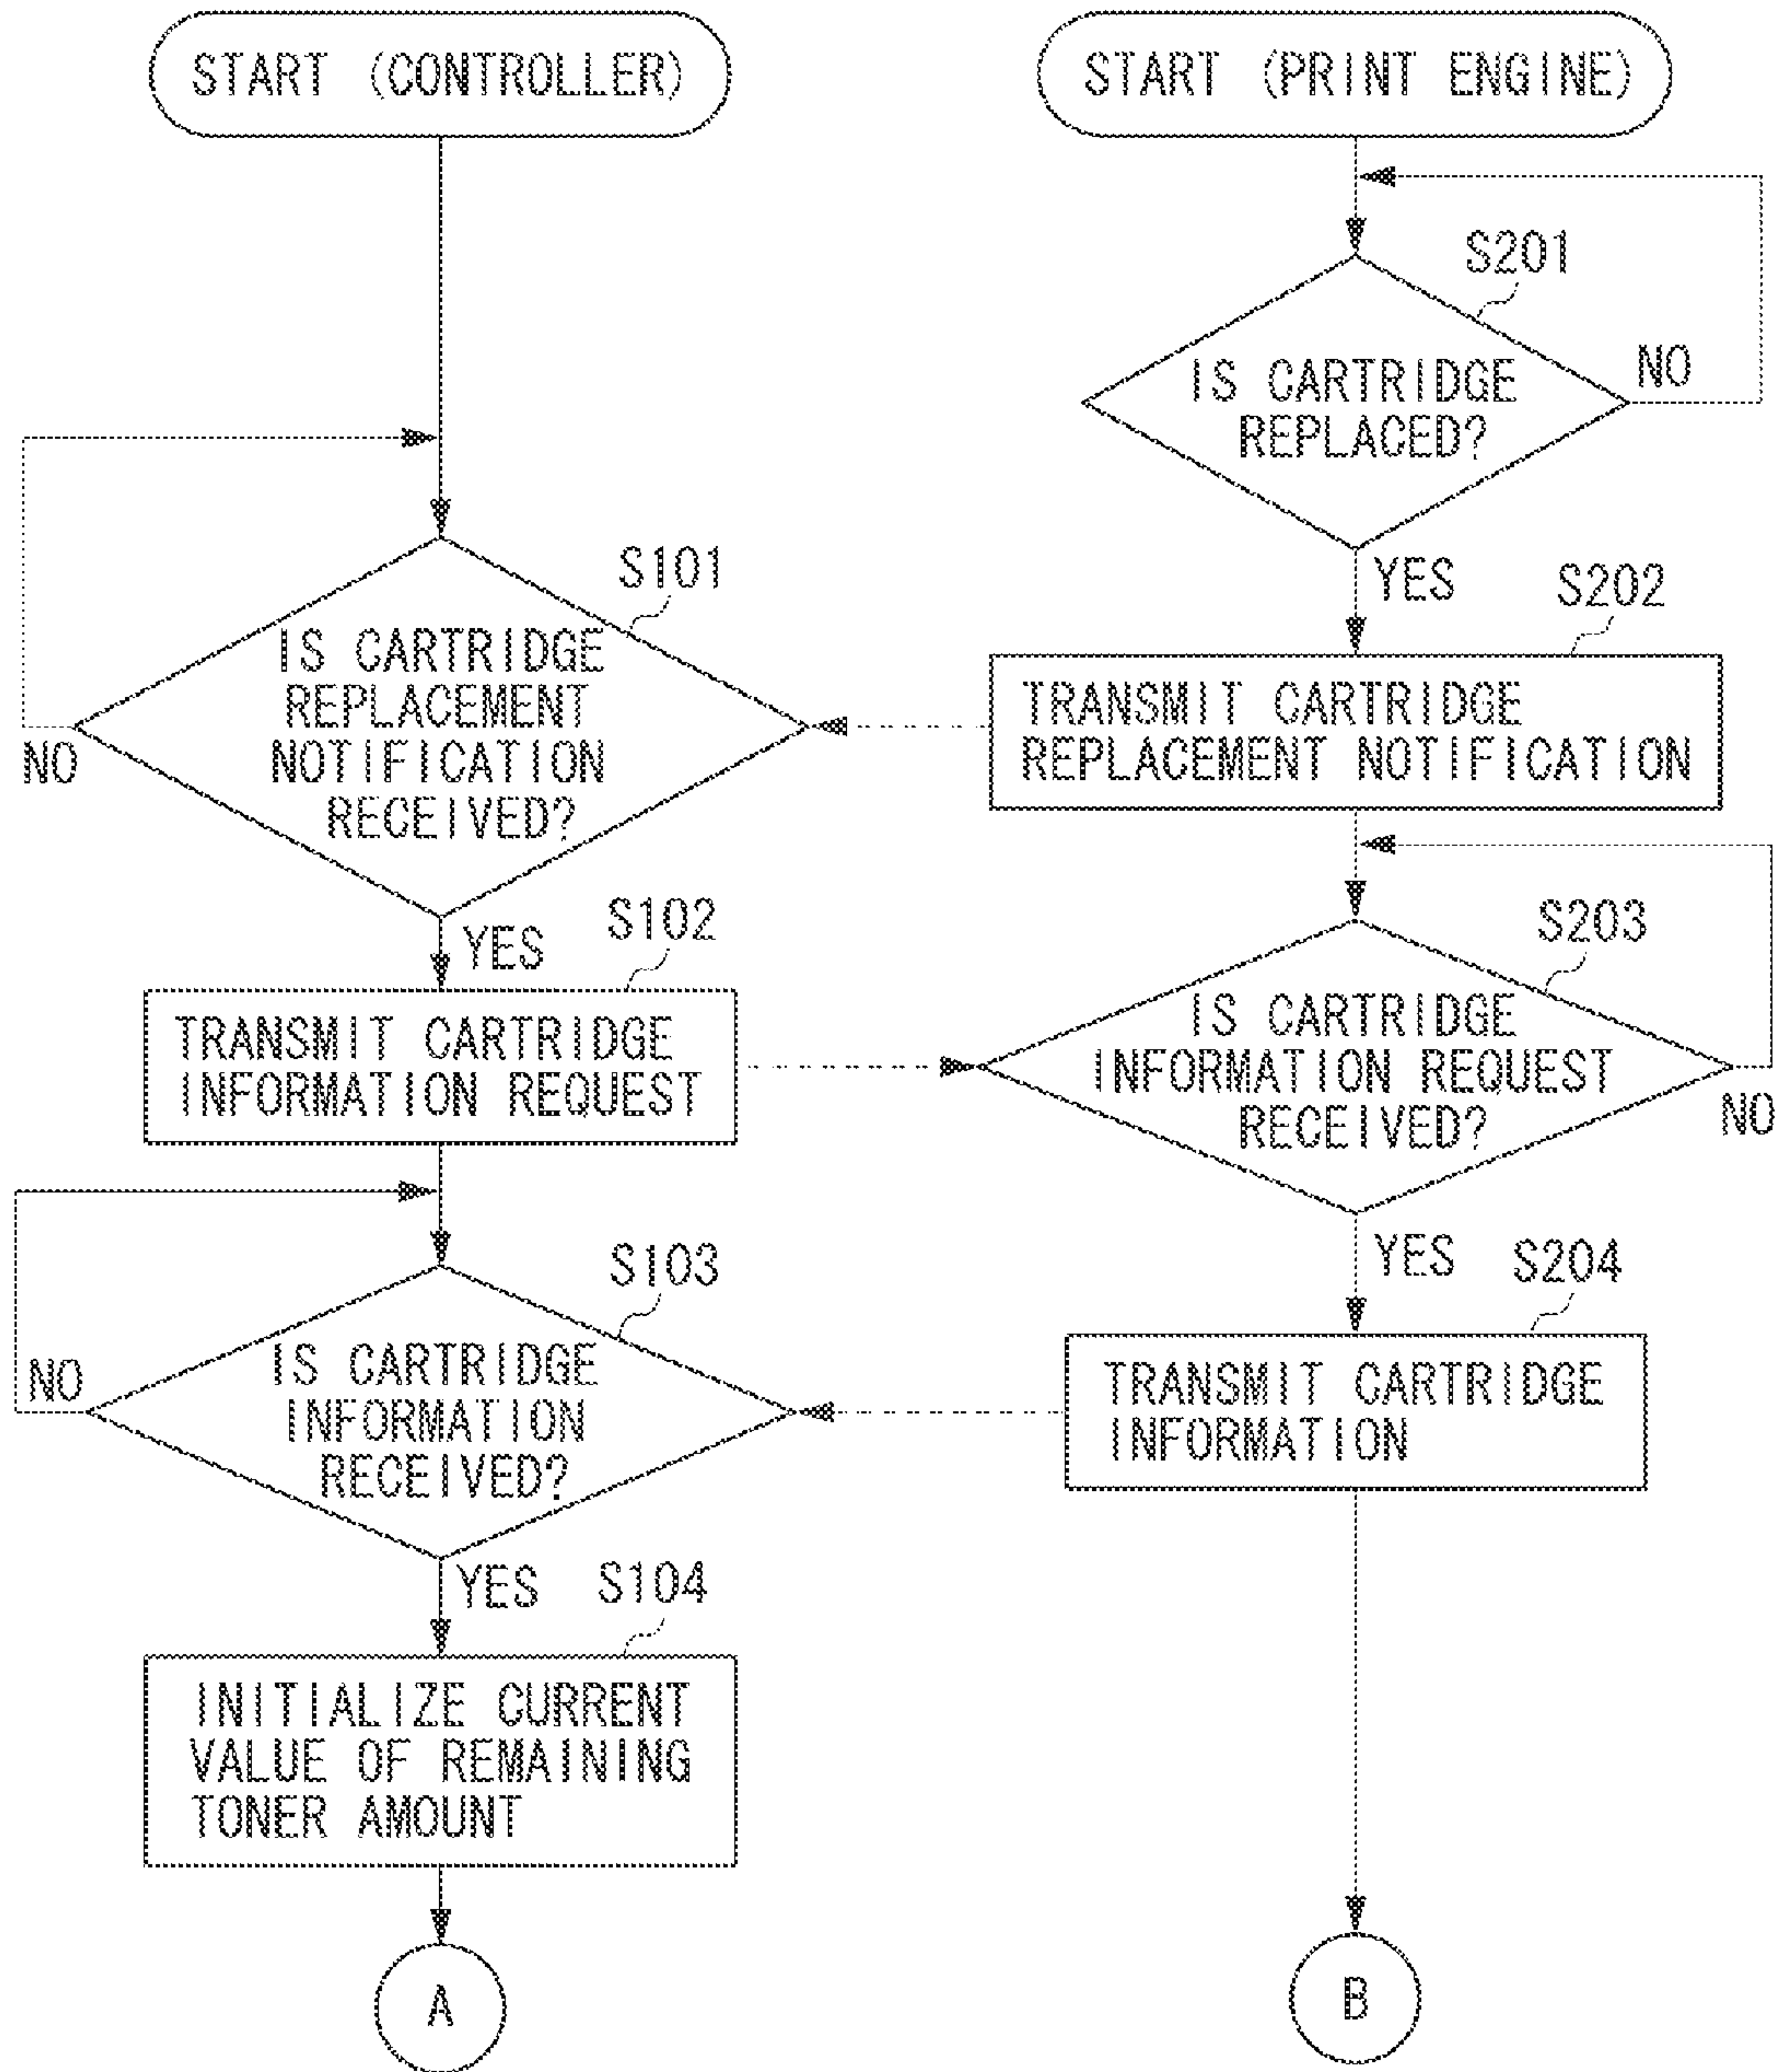 START (CONTROLLER)
START (PRINT ENGINE)
S201
IS CARTRIDGE
REPLACED?
NO
YES
S101
IS CARTRIDGE
REPLACEMENT
NOTIFICATION
RECEIVED?
NO
YES
S202
TRANSMIT CARTRIDGE
REPLACEMENT NOTIFICATION
S102
TRANSMIT CARTRIDGE
INFORMATION REQUEST
S203
IS CARTRIDGE
INFORMATION REQUEST
RECEIVED?
NO
YES
S103
IS CARTRIDGE
INFORMATION
RECEIVED?
NO
YES
S204
TRANSMIT CARTRIDGE
INFORMATION
S104
INITIALIZE CURRENT
VALUE OF REMAINING
TONER AMOUNT
A
B